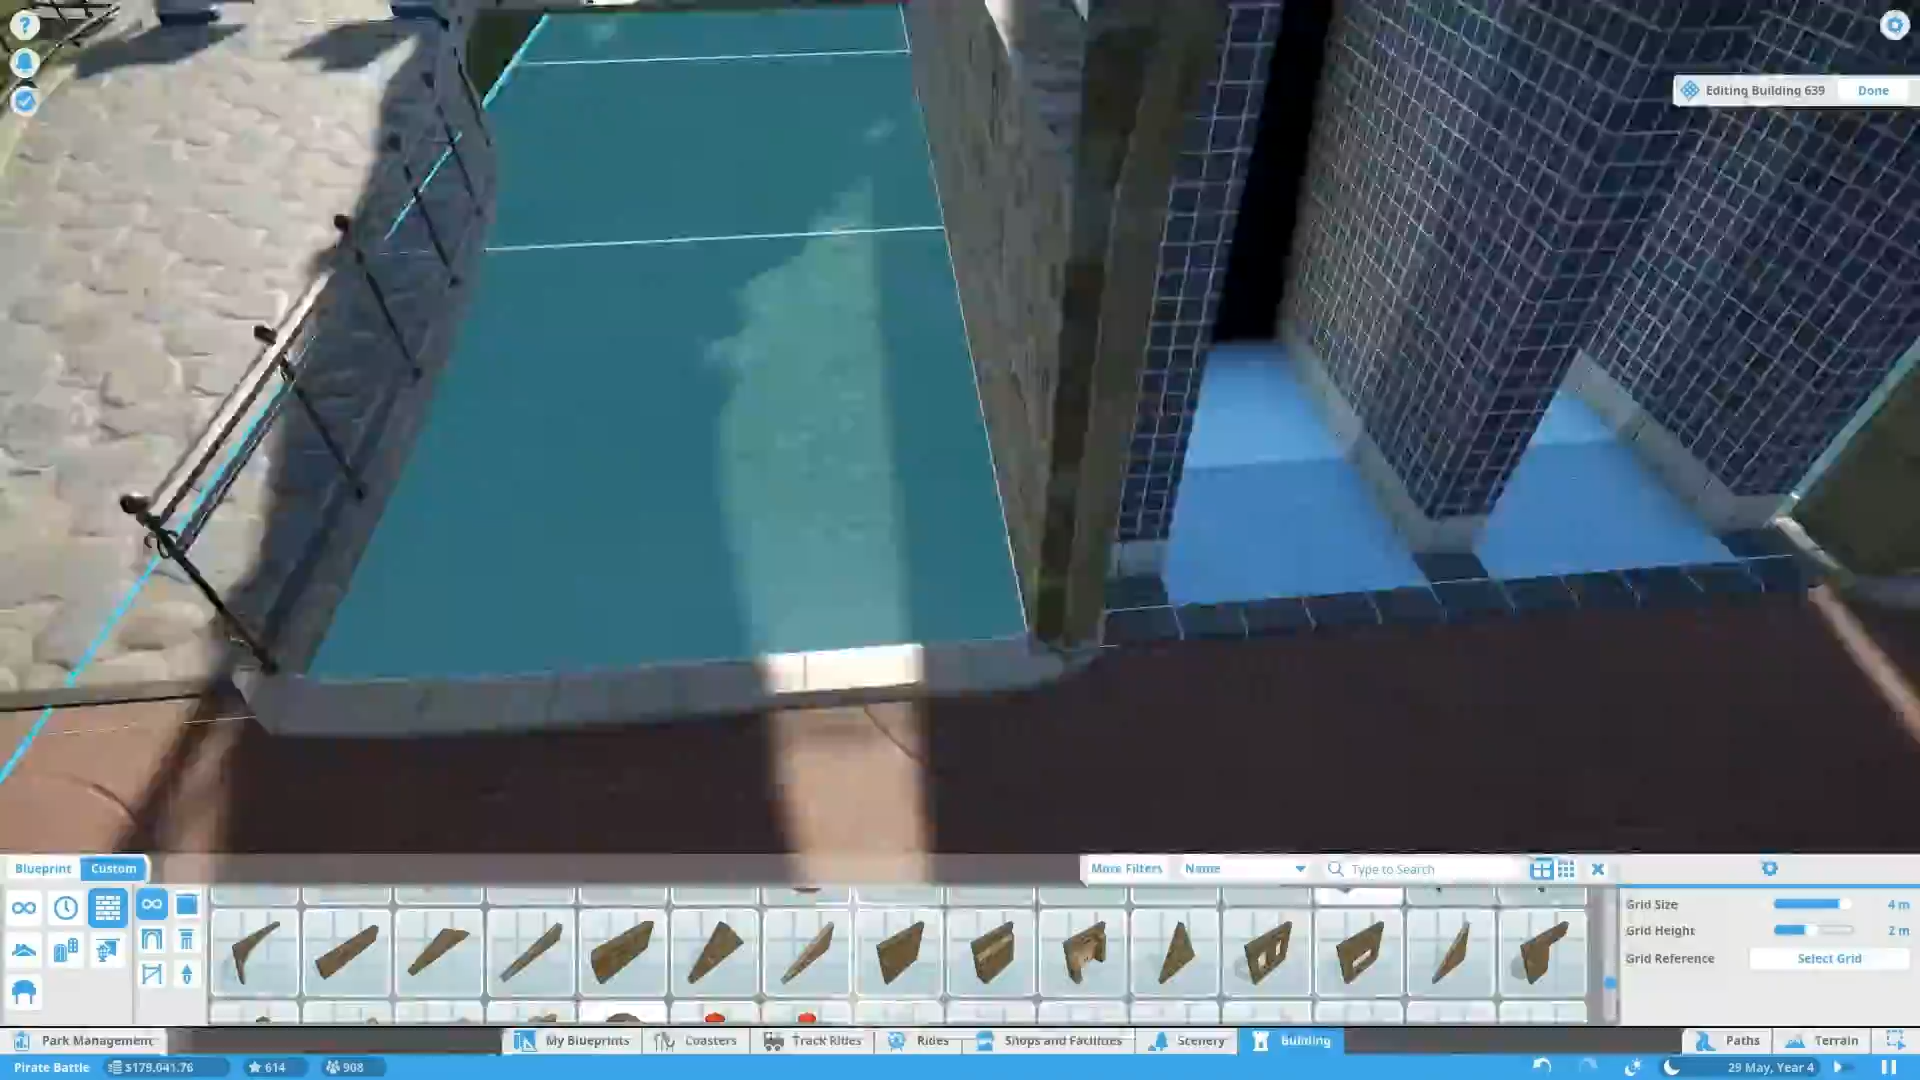 ?
Editing Building 639 Done
Blueprint Custom
More Filters Name Type to Search
Grid Size 4 m
Grid Height 2 m
Grid Reference Select Grid
Park Management My Blueprints Coasters Track Rides Rides Shops and Facilities Scenery Building Paths Terrain
Pirate Battle $179,041.76 614 908 29 May, Year 4